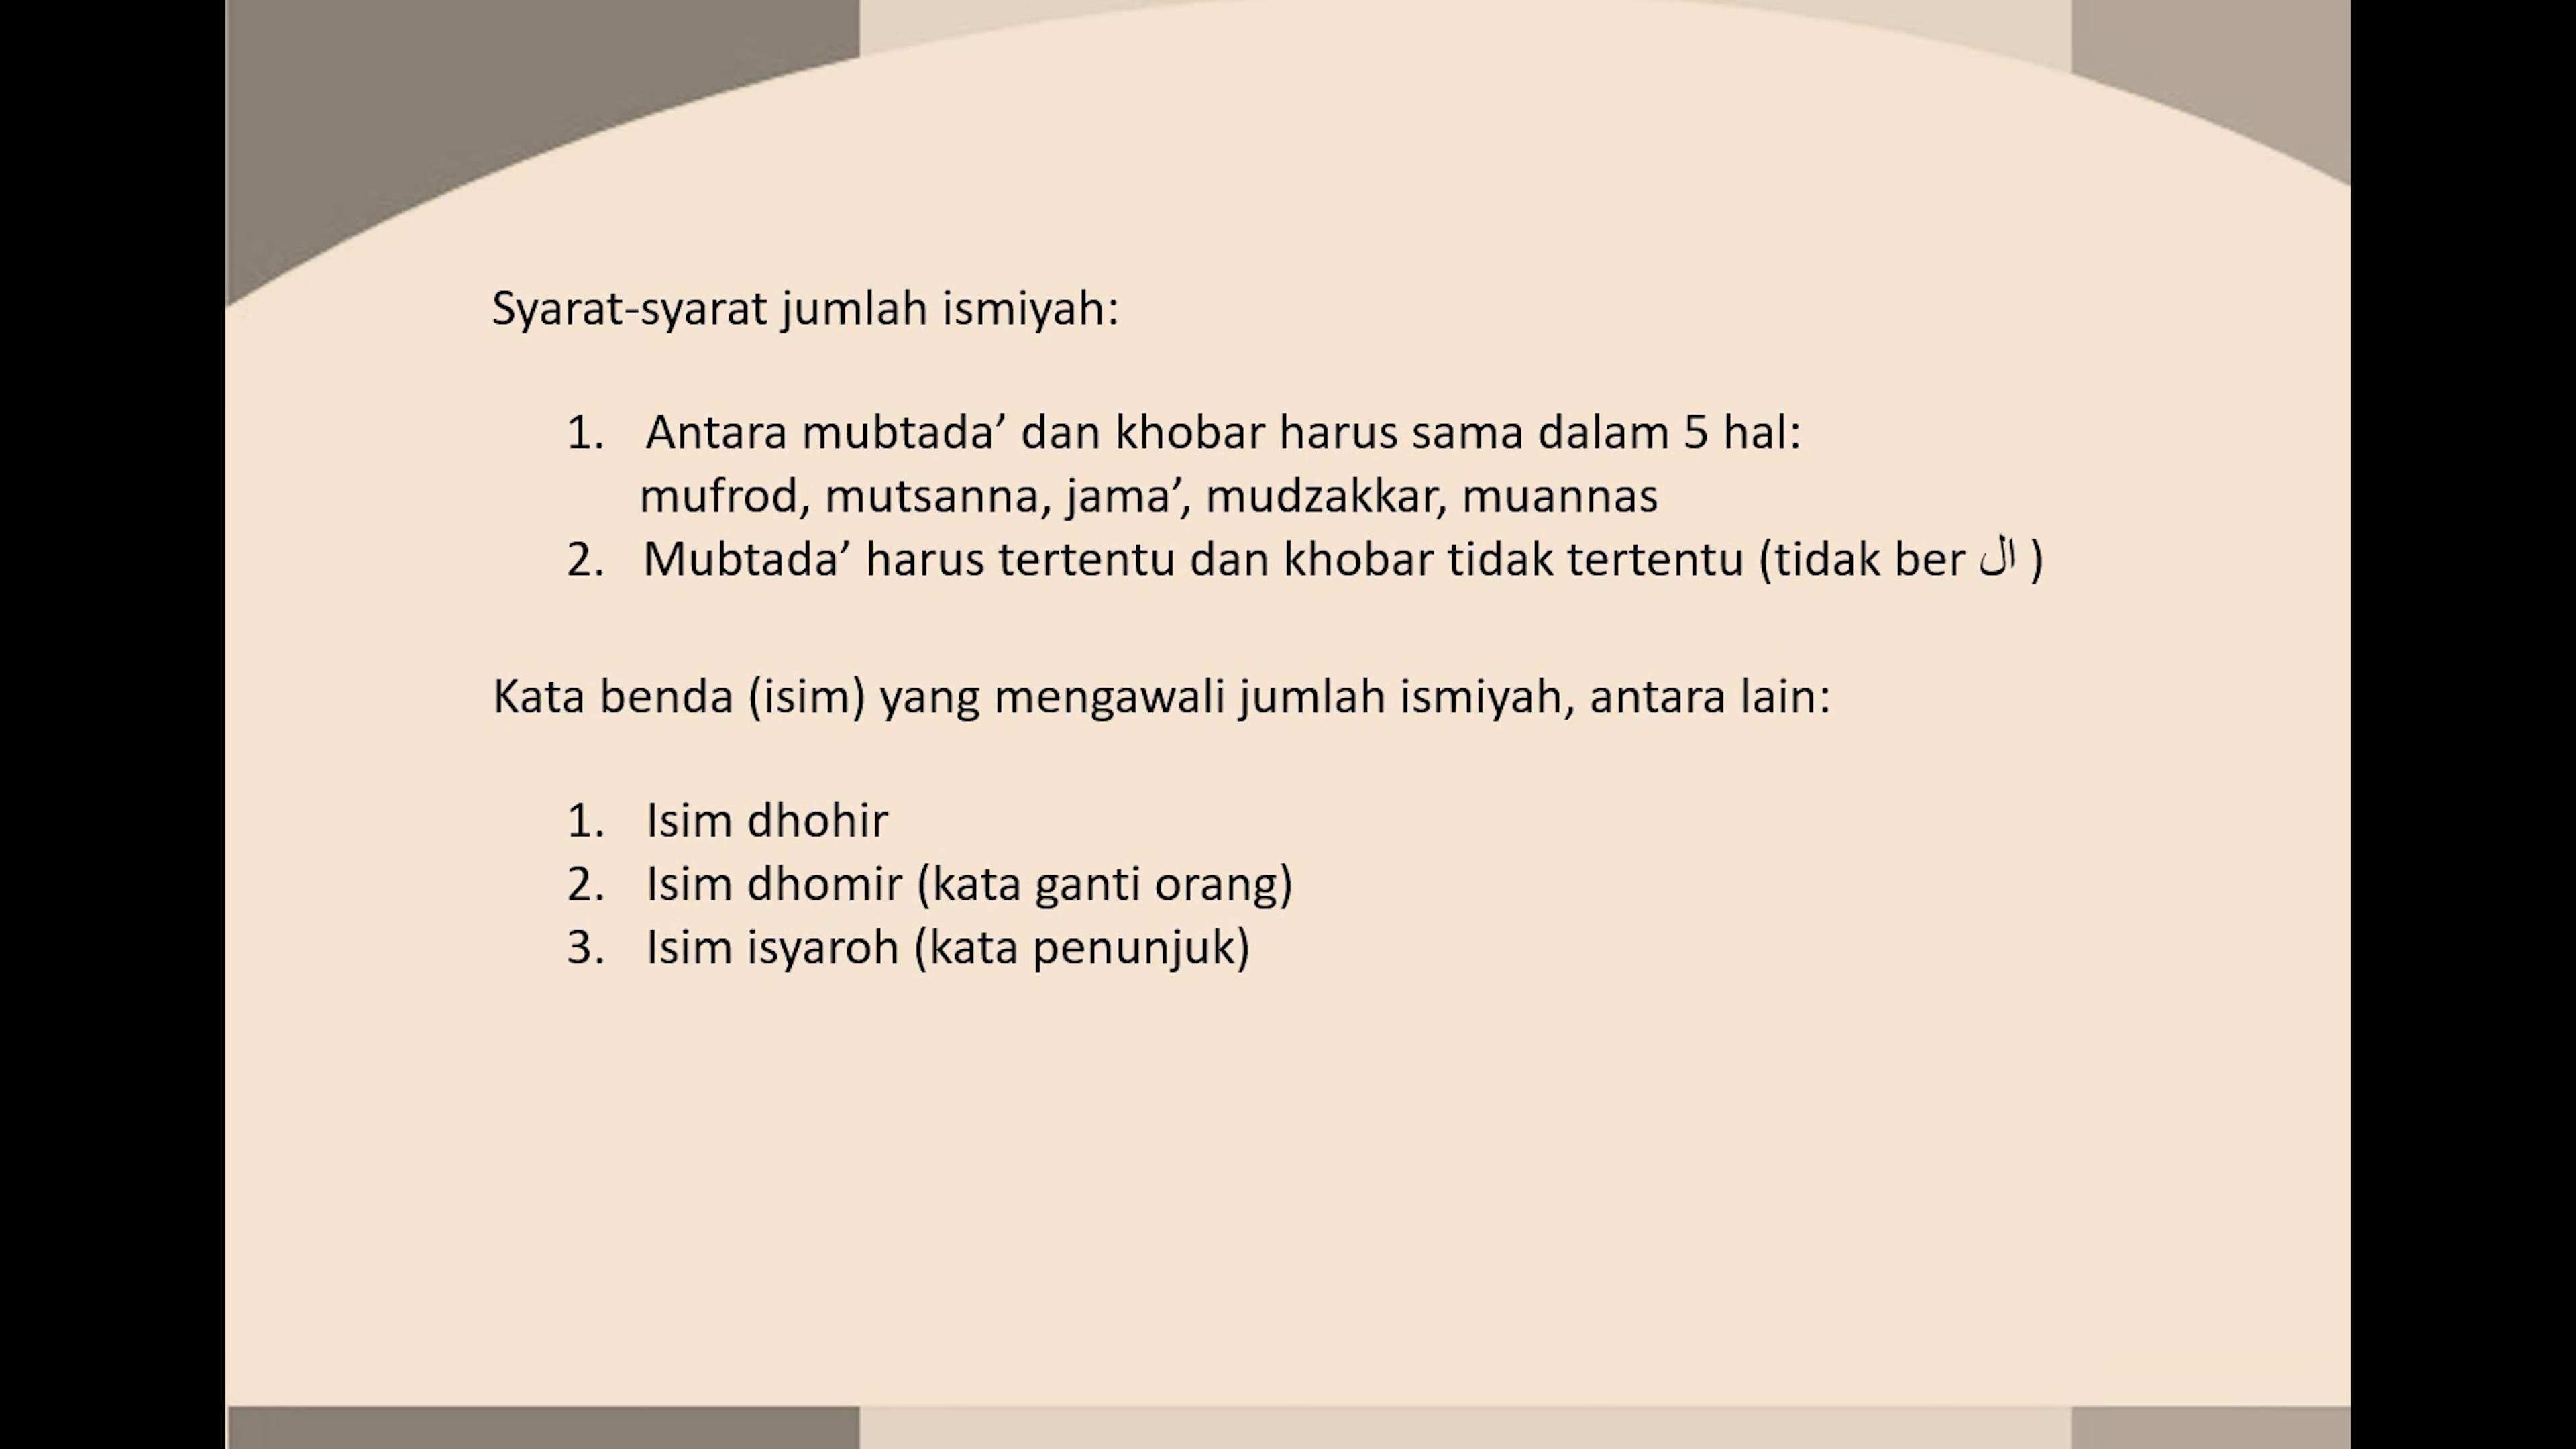 Syarat-syarat jumlah ismiyah:
1. Antara mubtada’ dan khobar harus sama dalam 5 hal:
mufrod, mutsanna, jama’, mudzakkar, muannas
2. Mubtada’ harus tertentu dan khobar tidak tertentu (tidak ber ال )
Kata benda (isim) yang mengawali jumlah ismiyah, antara lain:
1. Isim dhohir
2. Isim dhomir (kata ganti orang)
3. Isim isyaroh (kata penunjuk)